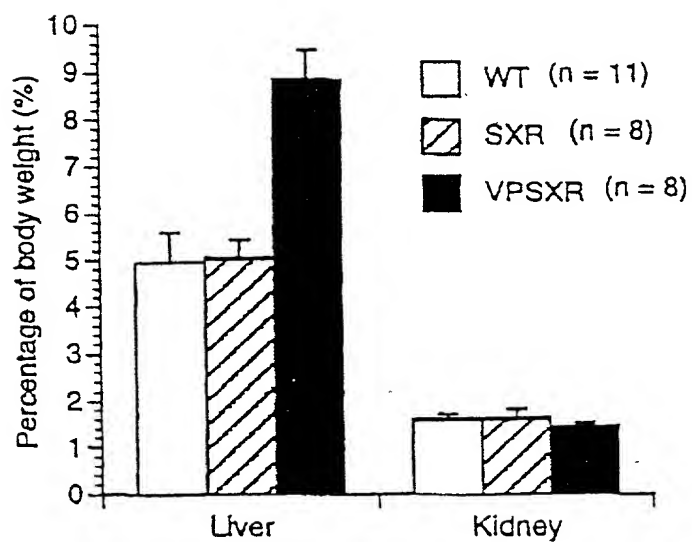 Percentage of body weight (%)
10
9
8
7
6
5
4
3
2
1
0
WT (n = 11)
SXR (n = 8)
VPSXR (n = 8)
Liver
Kidney